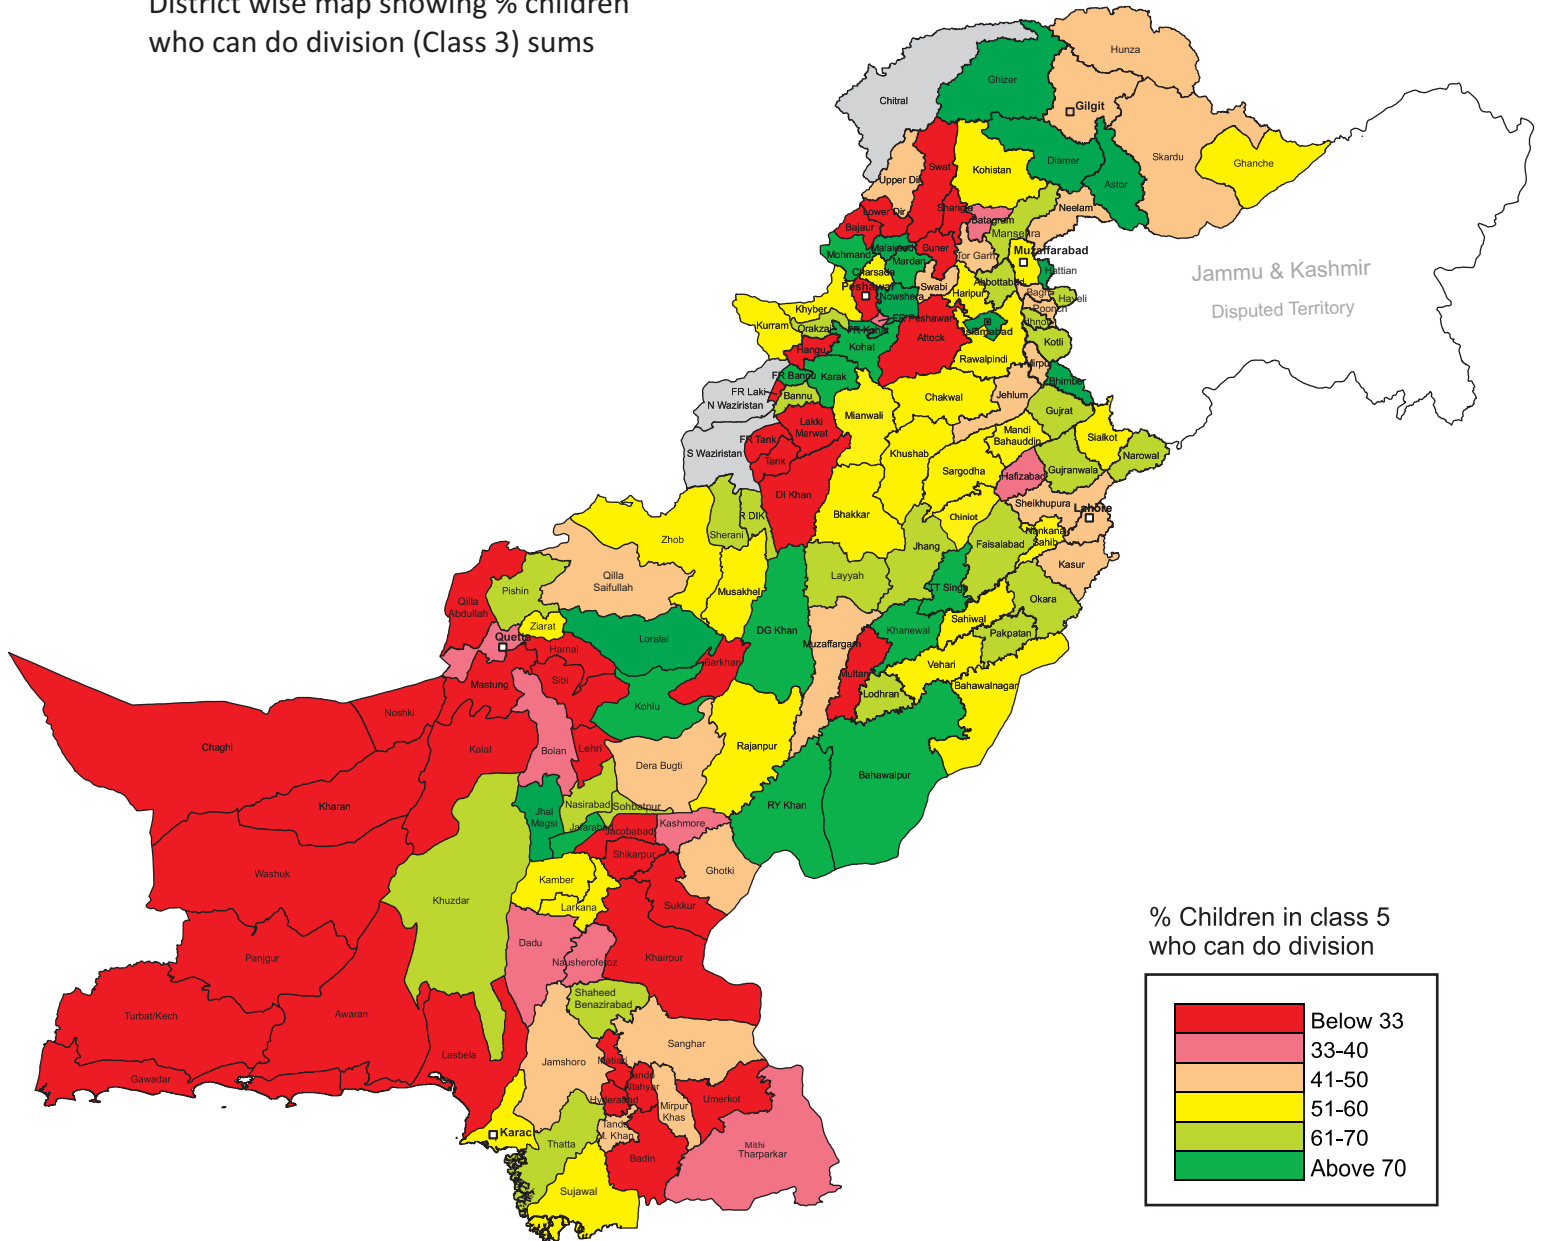 District wise map showing % children
who can do division (Class 3) sums
Hunza
Ghizer
Chitral
Gilgit
Skardu
Ghanche
Diamer
Astor
Swat
Kohistan
Upper Dir
Neelam
Lower Dir
Shangla
Batagram
Bajaur
Mansehra
Mohmand
Malakand
Buner
Tor Garh
Muzaffarabad
Mardan
Charsada
Hattian
Abbottabad
Peshawar
Swabi
Haripur
Bagh
Haveli
Nowshera
Poonch
Khyber
FR Peshawar
Kurram
Orakzai
FR Kohat
Islamabad
Attock
Kotli
Hangu
Kohat
Rawalpindi
Mirpur
FR Bannu
Karak
Bhimber
FR Laki
N Waziristan
Bannu
Chakwal
Jehlum
Gujrat
Mianwali
Lakki
Marwat
Mandi
Bahauddin
Sialkot
FR Tank
S Waziristan
Khushab
Narowal
Tank
Sargodha
Hafizabad
Gujranwala
DI Khan
Sheikhupura
Lahore
R DIK
Bhakkar
Chiniot
Sherani
Zhob
Nankana
Sahib
Jhang
Faisalabad
Kasur
Qilla
Saifullah
Layyah
Musakhel
Pishin
TT Singh
Okara
Qilla
Abdullah
Ziarat
Sahiwal
Quetta
Loralai
DG Khan
Khanewal
Pakpatan
Muzaffargarh
Harnai
Barkhan
Vehari
Multan
Mastung
Sibi
Bahawalnagar
Lodhran
Kohlu
Noshki
Chaghi
Kalat
Bolan
Lehri
Rajanpur
Dera Bugti
Bahawalpur
Kharan
Nasirabad
Sohbatpur
RY Khan
Jhal
Magsi
Jafarabad
Jacobabad
Kashmore
Shikarpur
Washuk
Ghotki
Kamber
Khuzdar
Larkana
Sukkur
Dadu
Panjgur
Nausheroferoz
Khairpur
Shaheed
Benazirabad
Turbat/Kech
Awaran
Sanghar
Lasbela
Jamshoro
Matiari
Gawadar
Tando
Allahyar
Hyderabad
Umerkot
Mirpur
Khas
Karac
Tando
M. Khan
Thatta
Mithi
Tharparkar
Badin
Sujawal
Jammu & Kashmir
Disputed Territory
% Children in class 5
who can do division
Below 33
33-40
41-50
51-60
61-70
Above 70